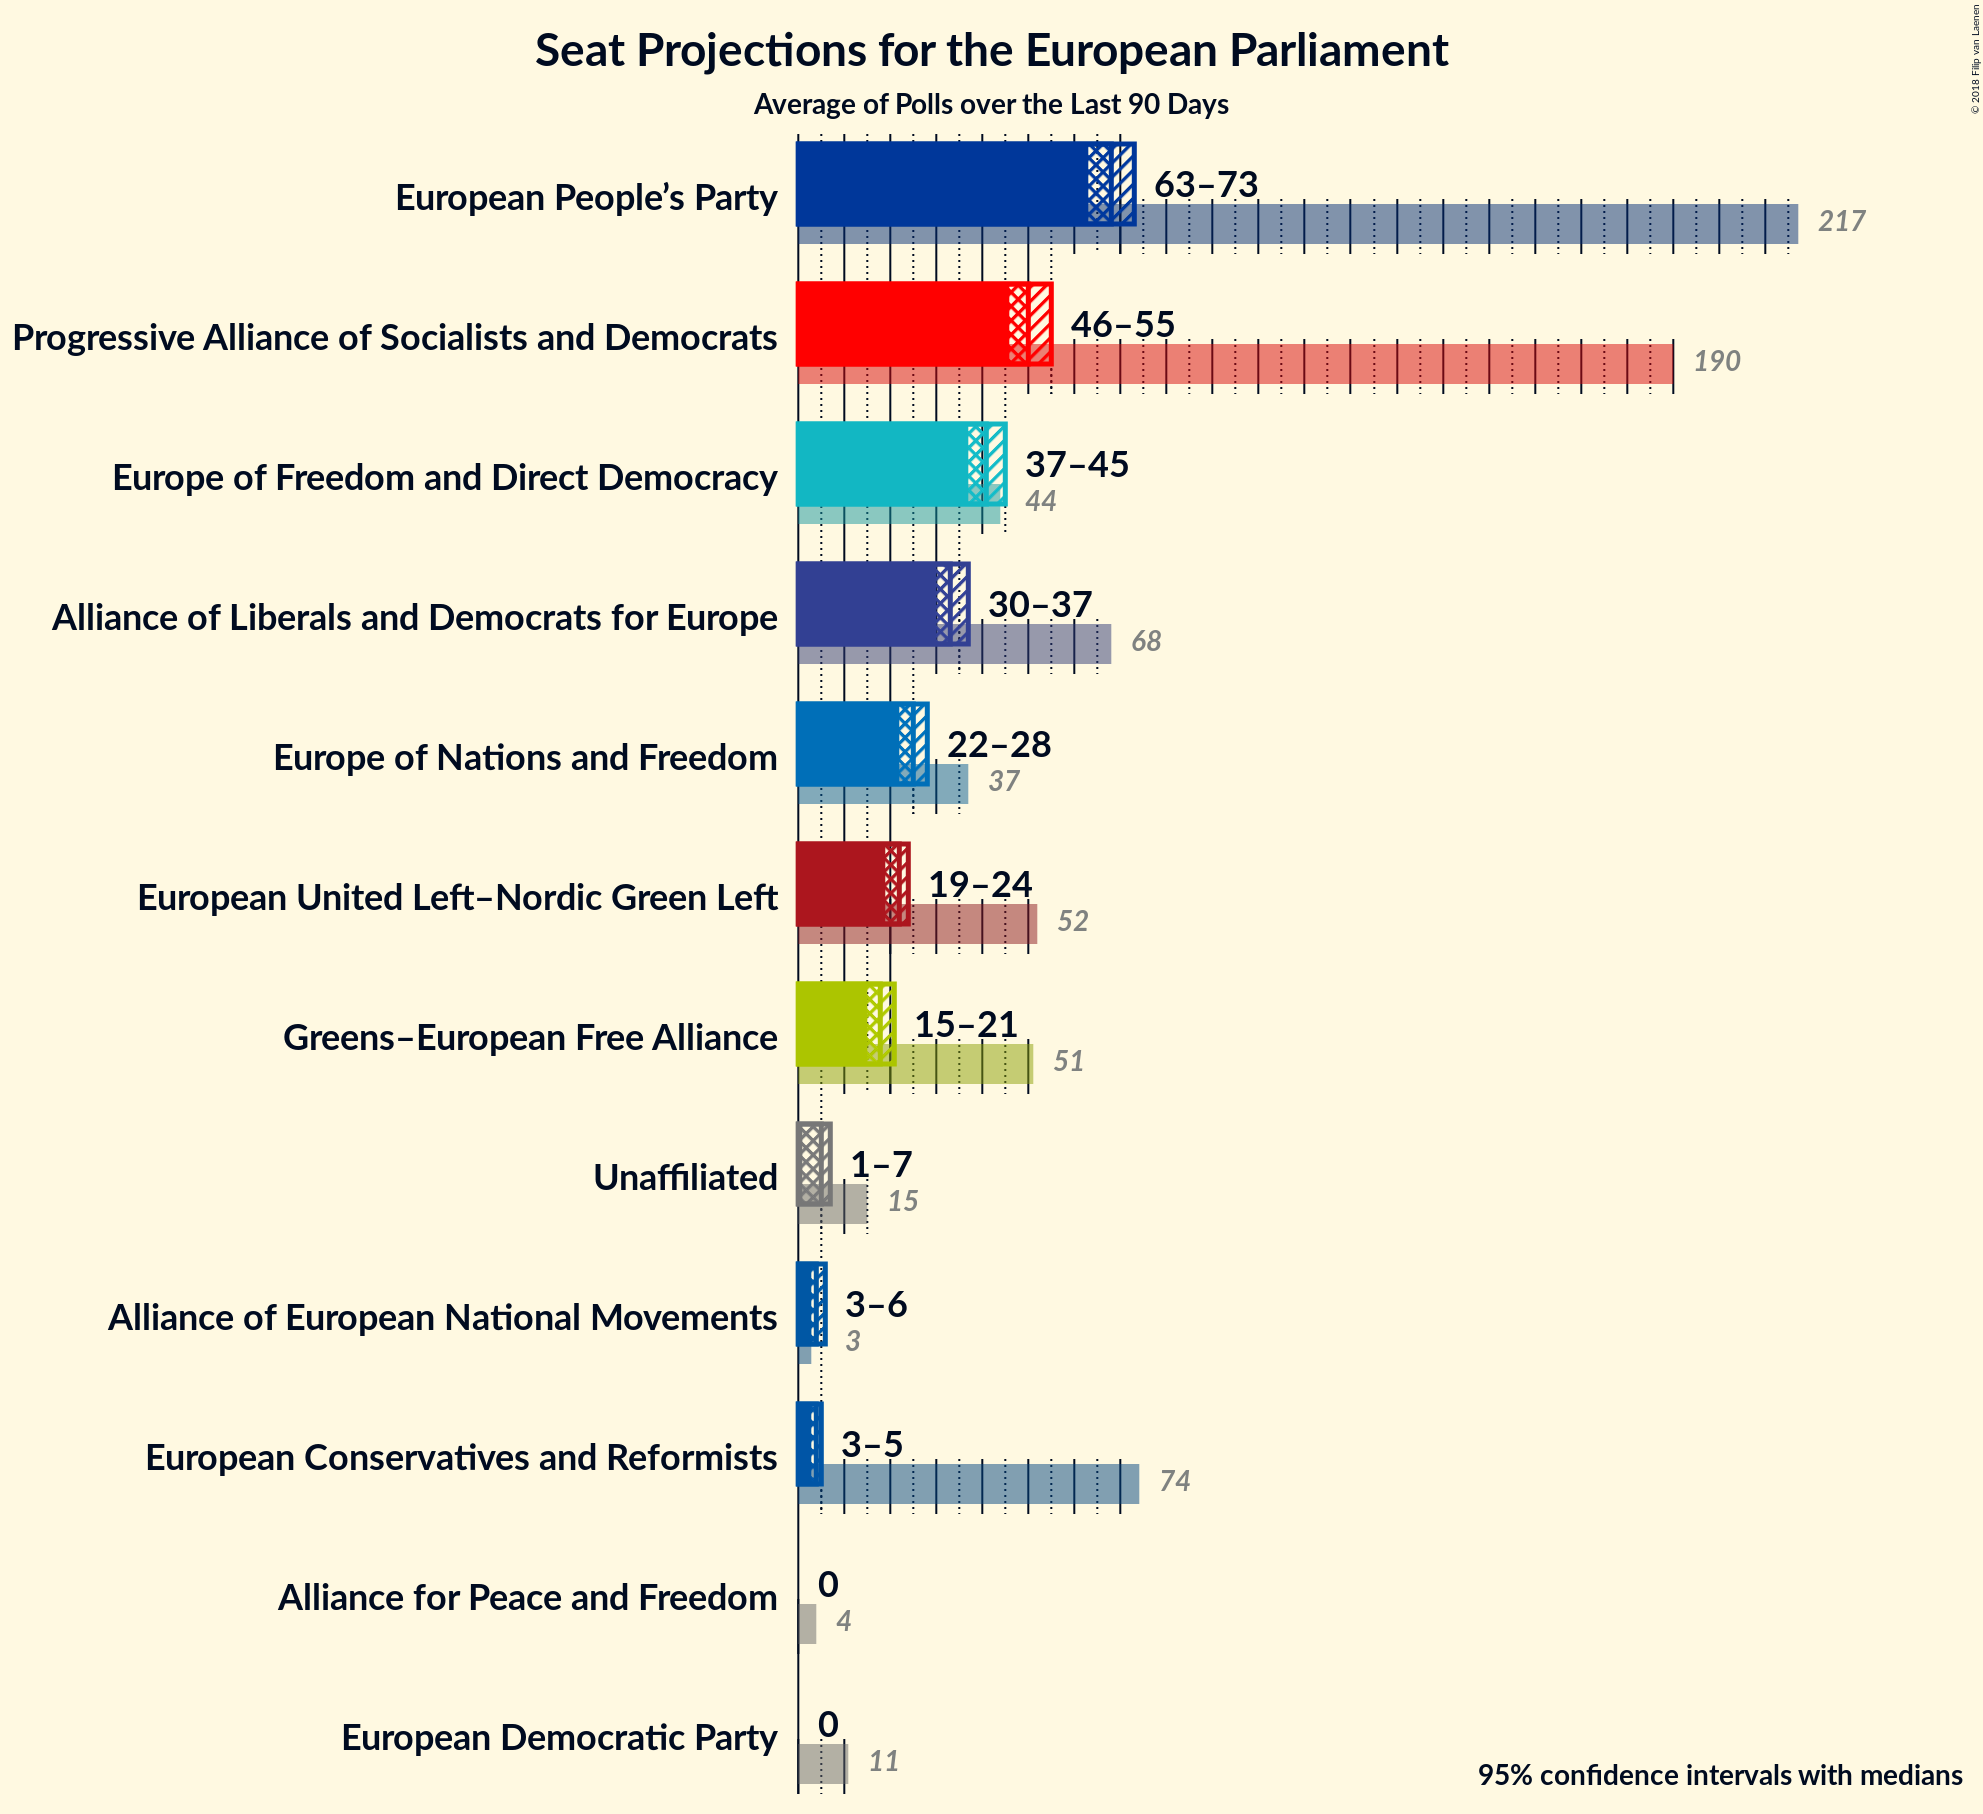 Seat Projections for the European Parliament
Average of Polls over the Last 90 Days
© 2018 Filip van Laenen
European People’s Party
63–73
217
Progressive Alliance of Socialists and Democrats
46–55
190
Europe of Freedom and Direct Democracy
37–45
44
Alliance of Liberals and Democrats for Europe
30–37
68
Europe of Nations and Freedom
22–28
37
European United Left–Nordic Green Left
19–24
52
Greens–European Free Alliance
15–21
51
Unaffiliated
1–7
15
Alliance of European National Movements
3–6
3
European Conservatives and Reformists
3–5
74
Alliance for Peace and Freedom
0
4
European Democratic Party
0
11
95% confidence intervals with medians